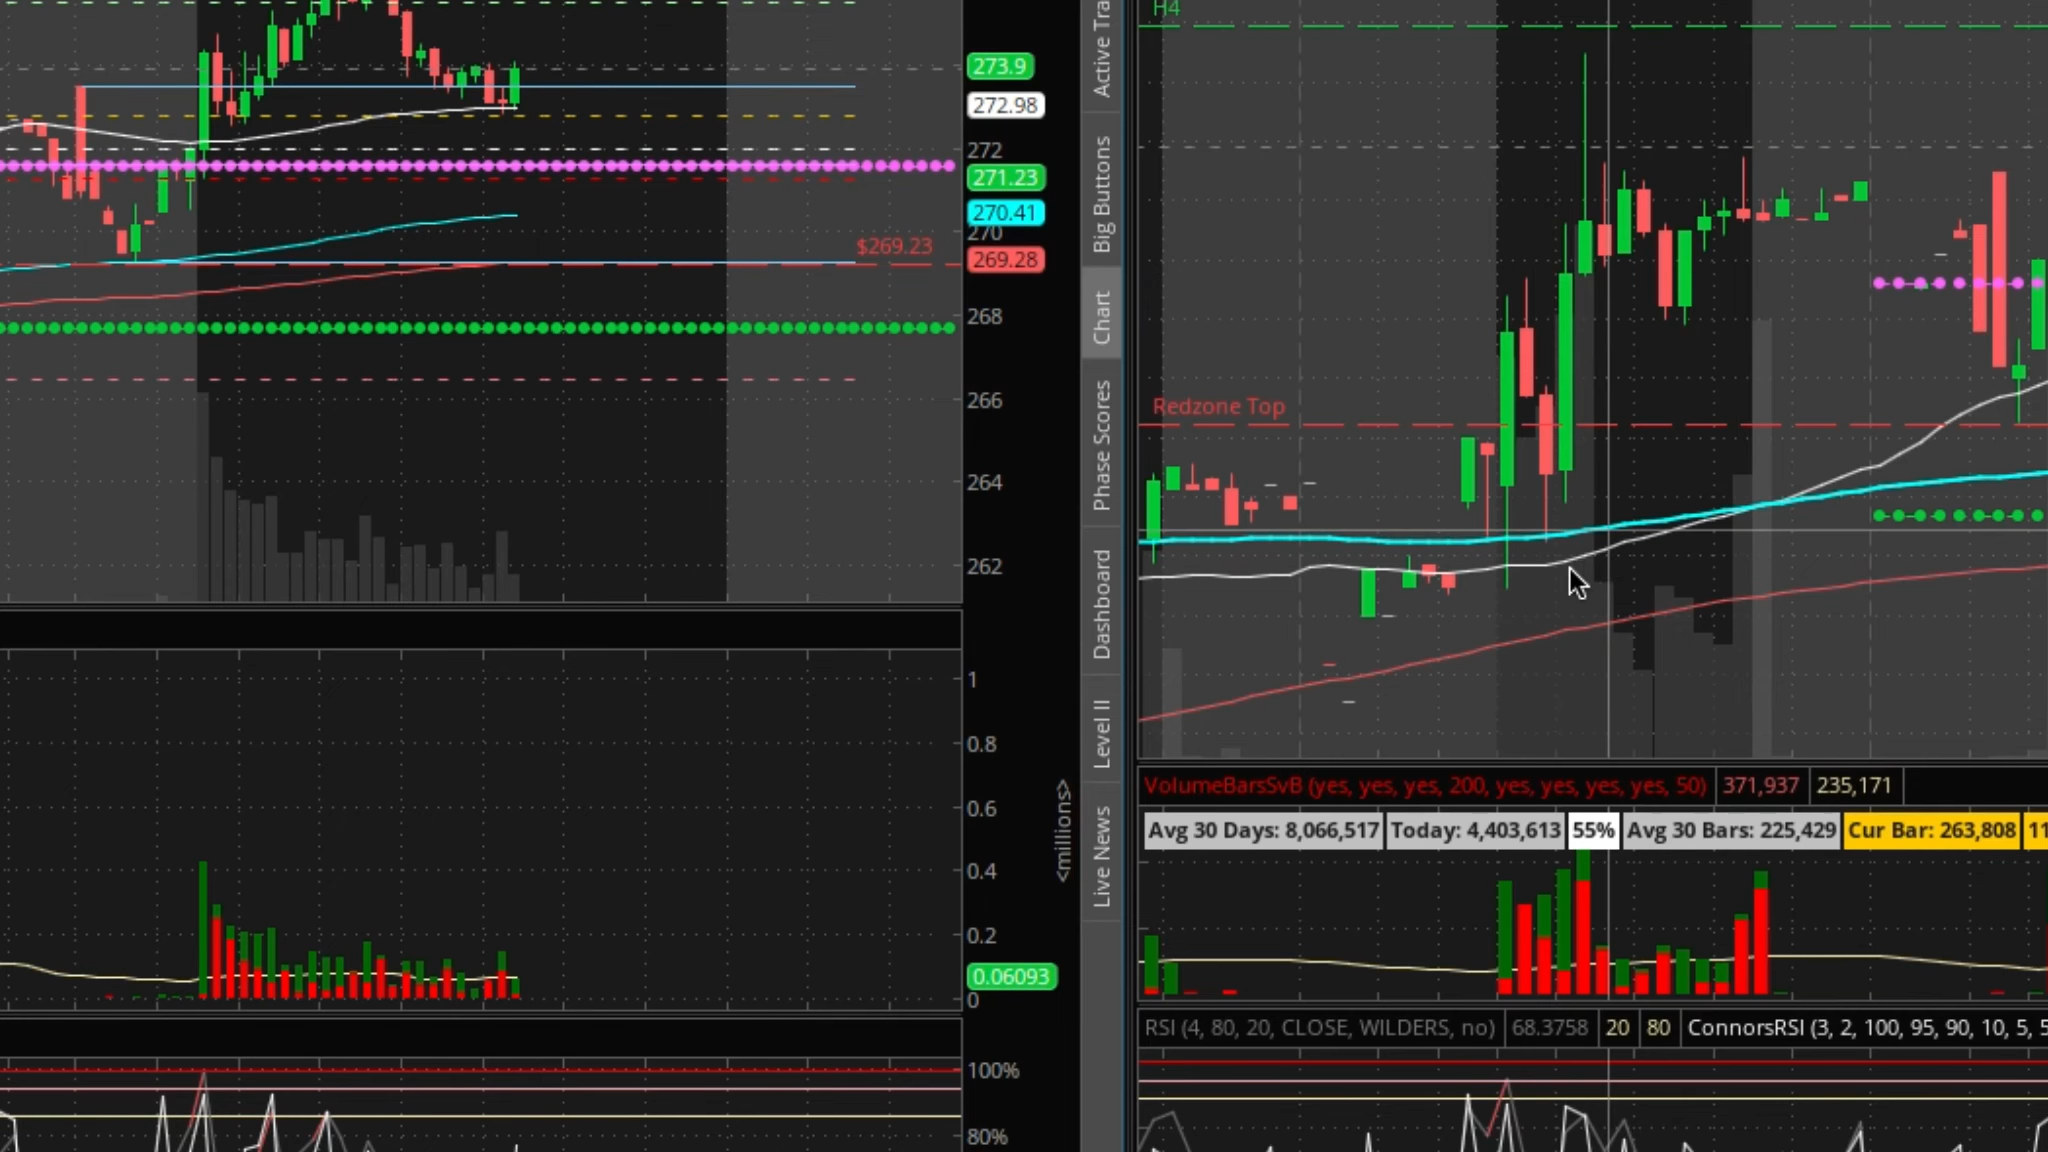 273.9
272.98
272
271.23
270.41
270
$269.23
269.28
268
266
264
262
1
0.8
0.6
0.4
0.2
0.06093
0
<millions>
100%
80%
Active Tra
Big Buttons
Chart
Phase Scores
Dashboard
Level II
Live News
H4
Redzone Top
VolumeBarsSvB (yes, yes, yes, 200, yes, yes, yes, yes, 50) 371,937 235,171
Avg 30 Days: 8,066,517 Today: 4,403,613 55% Avg 30 Bars: 225,429 Cur Bar: 263,808 11
RSI (4, 80, 20, CLOSE, WILDERS, no) 68.3758 20 80 ConnorsRSI (3, 2, 100, 95, 90, 10, 5, 5